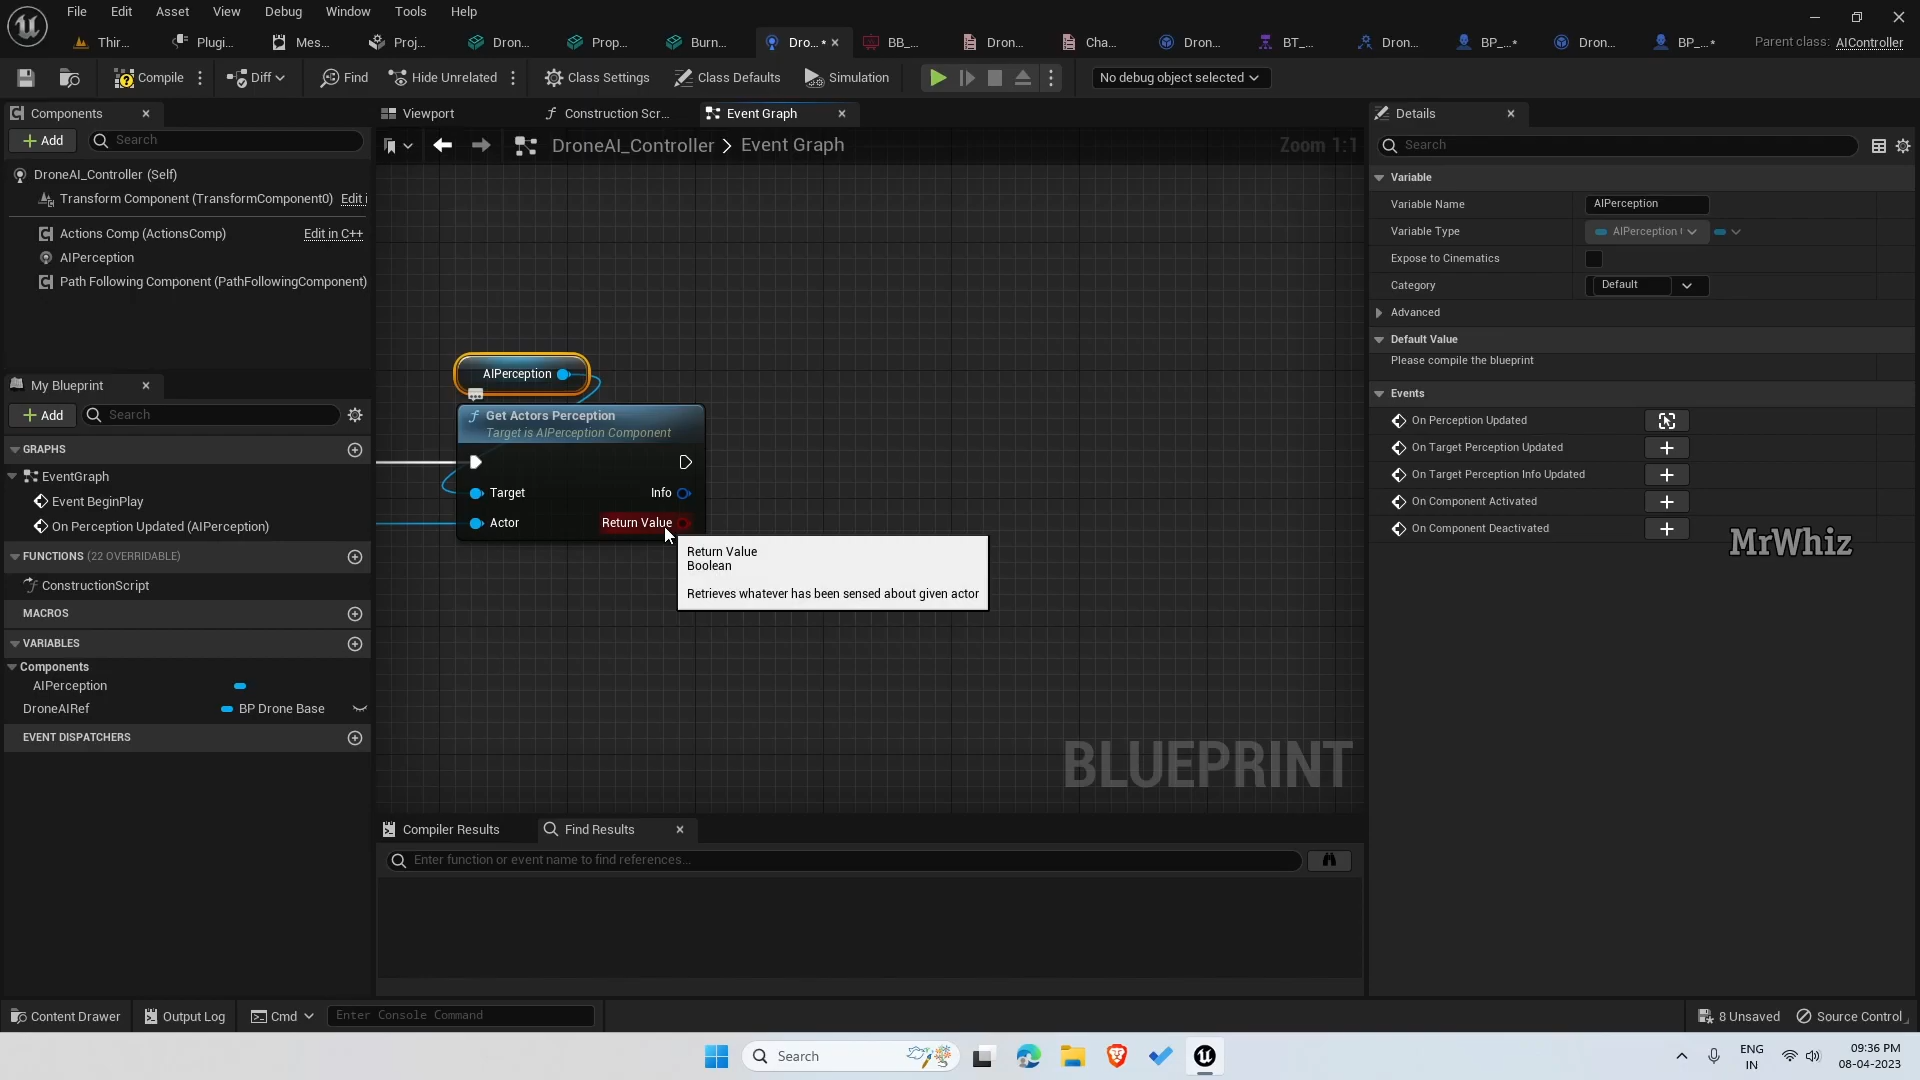 File Edit Asset View Debug Window Tools Help
Thir... Plugi... Mes... Proj... Dron... Prop... Burn... Dro... • BB_... Dron... Cha... Dron... BT_... Dron... BP_...* Dron... BP_...* Parent class: AIController
Compile Diff Find Hide Unrelated Class Settings Class Defaults Simulation No debug object selected
Components
Add Search
DroneAI_Controller (Self)
Transform Component (TransformComponent0) Edit i
Actions Comp (ActionsComp) Edit in C++
AIPerception
Path Following Component (PathFollowingComponent)
My Blueprint
Add Search
GRAPHS
EventGraph
Event BeginPlay
On Perception Updated (AIPerception)
FUNCTIONS (22 OVERRIDABLE)
ConstructionScript
MACROS
VARIABLES
Components
AIPerception
DroneAIRef BP Drone Base
EVENT DISPATCHERS
Viewport Construction Scr... Event Graph
DroneAI_Controller > Event Graph Zoom 1:1
AIPerception
Get Actors Perception
Target is AIPerception Component
Target Info
Actor Return Value
Return Value
Boolean
Retrieves whatever has been sensed about given actor
BLUEPRINT
Compiler Results Find Results
Enter function or event name to find references...
Details
Search
Variable
Variable Name AIPerception
Variable Type AIPerception
Expose to Cinematics
Category Default
Advanced
Default Value
Please compile the blueprint
Events
On Perception Updated
On Target Perception Updated
On Target Perception Info Updated
On Component Activated
On Component Deactivated
MrWhiz
Content Drawer Output Log Cmd Enter Console Command 8 Unsaved Source Control
Search
ENG
IN
09:36 PM
08-04-2023